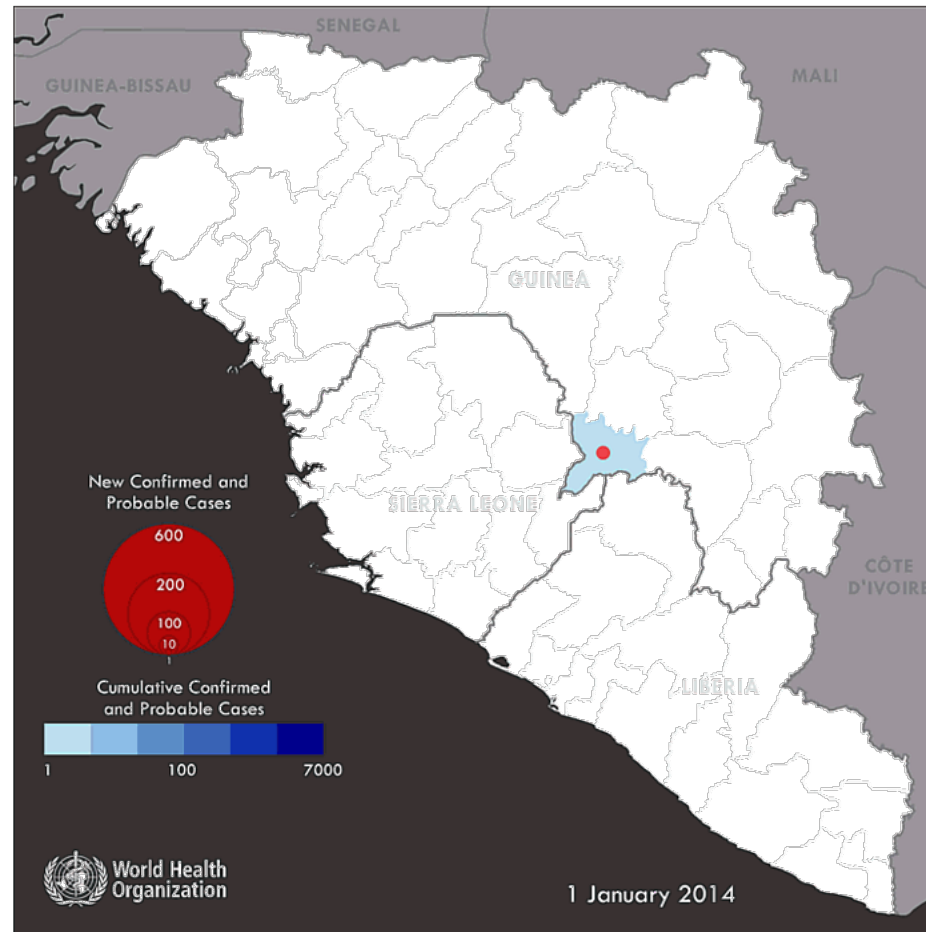 SENEGAL
GUINEA-BISSAU
MALI
GUINEA
SIERRA LEONE
CÔTE
D'IVOIRE
LIBERIA
New Confirmed and
Probable Cases
600
200
100
10
1
Cumulative Confirmed
and Probable Cases
1 100 7000
World Health
Organization
1 January 2014